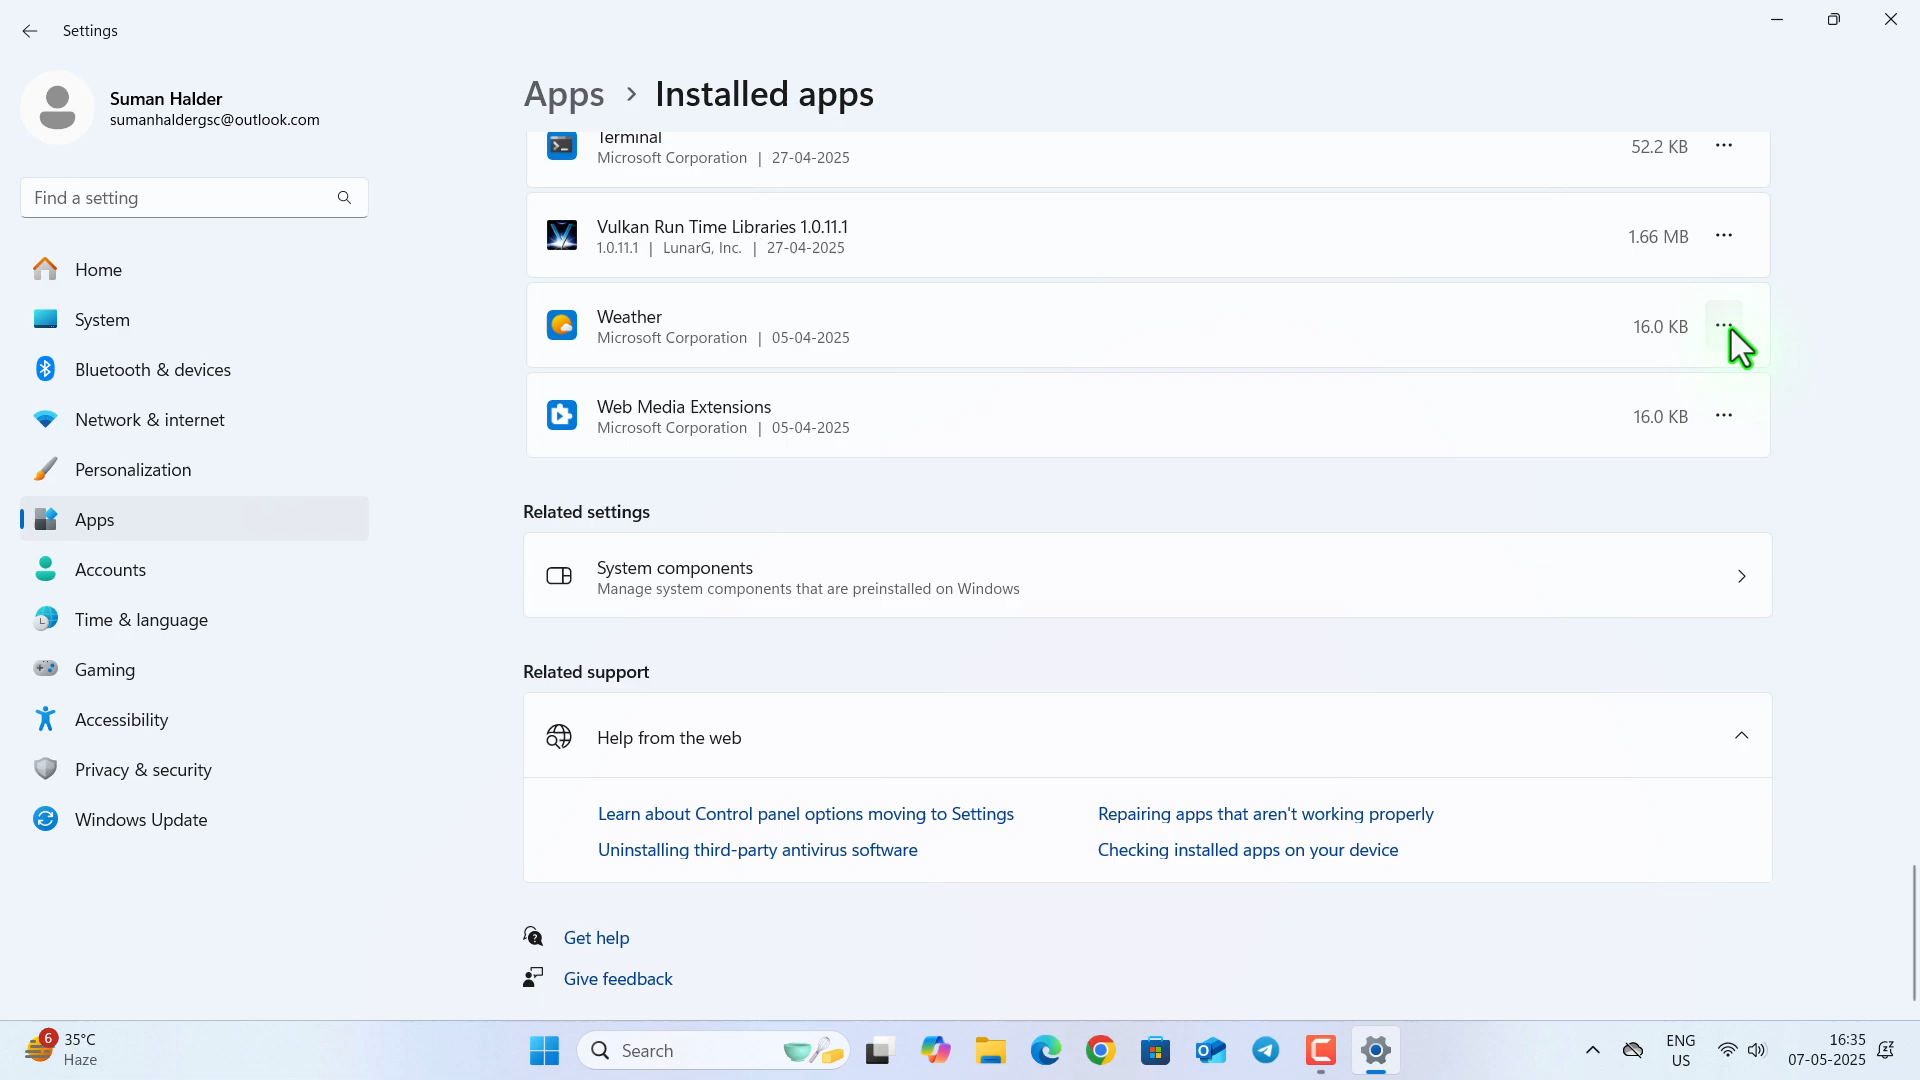 Settings
Suman Halder
sumanhaldergsc@outlook.com
Find a setting
Home
System
Bluetooth & devices
Network & internet
Personalization
Apps
Accounts
Time & language
Gaming
Accessibility
Privacy & security
Windows Update
Apps > Installed apps
Terminal
Microsoft Corporation | 27-04-2025
52.2 KB
Vulkan Run Time Libraries 1.0.11.1
1.0.11.1 | LunarG, Inc. | 27-04-2025
1.66 MB
Weather
Microsoft Corporation | 05-04-2025
16.0 KB
Web Media Extensions
Microsoft Corporation | 05-04-2025
16.0 KB
Related settings
System components
Manage system components that are preinstalled on Windows
Related support
Help from the web
Learn about Control panel options moving to Settings
Repairing apps that aren't working properly
Uninstalling third-party antivirus software
Checking installed apps on your device
Get help
Give feedback
6
35°C
Haze
Search
ENG
US
16:35
07-05-2025